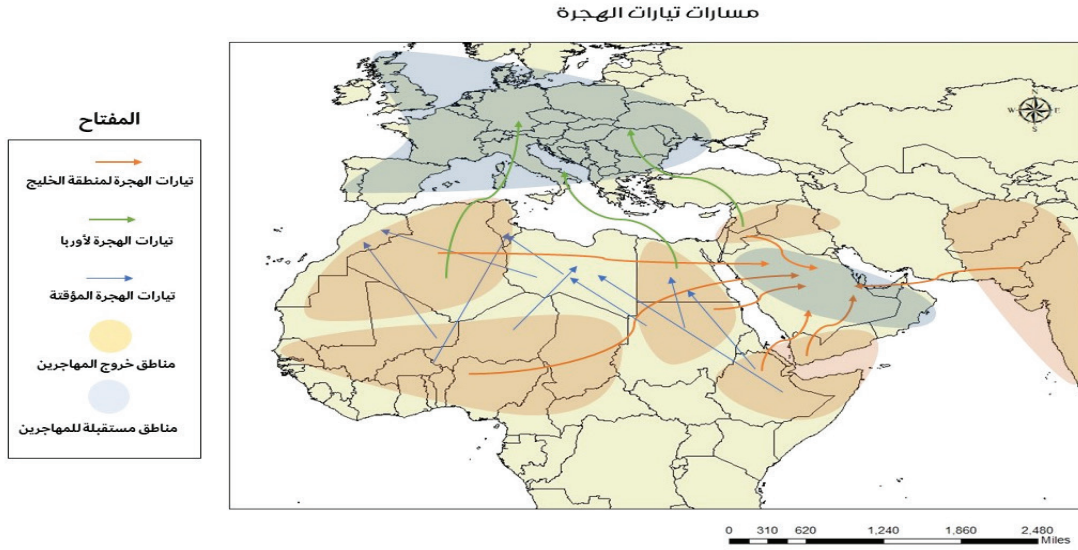 مسارات تيارات الهجرة
المفتاح
تيارات الهجرة لمنطقة الخليج
تيارات الهجرة لأوربا
تيارات الهجرة المؤقتة
مناطق خروج المهاجرين
مناطق مستقبلة للمهاجرين
N
W E
S
0 310 620 1,240 1,860 2,480
Miles